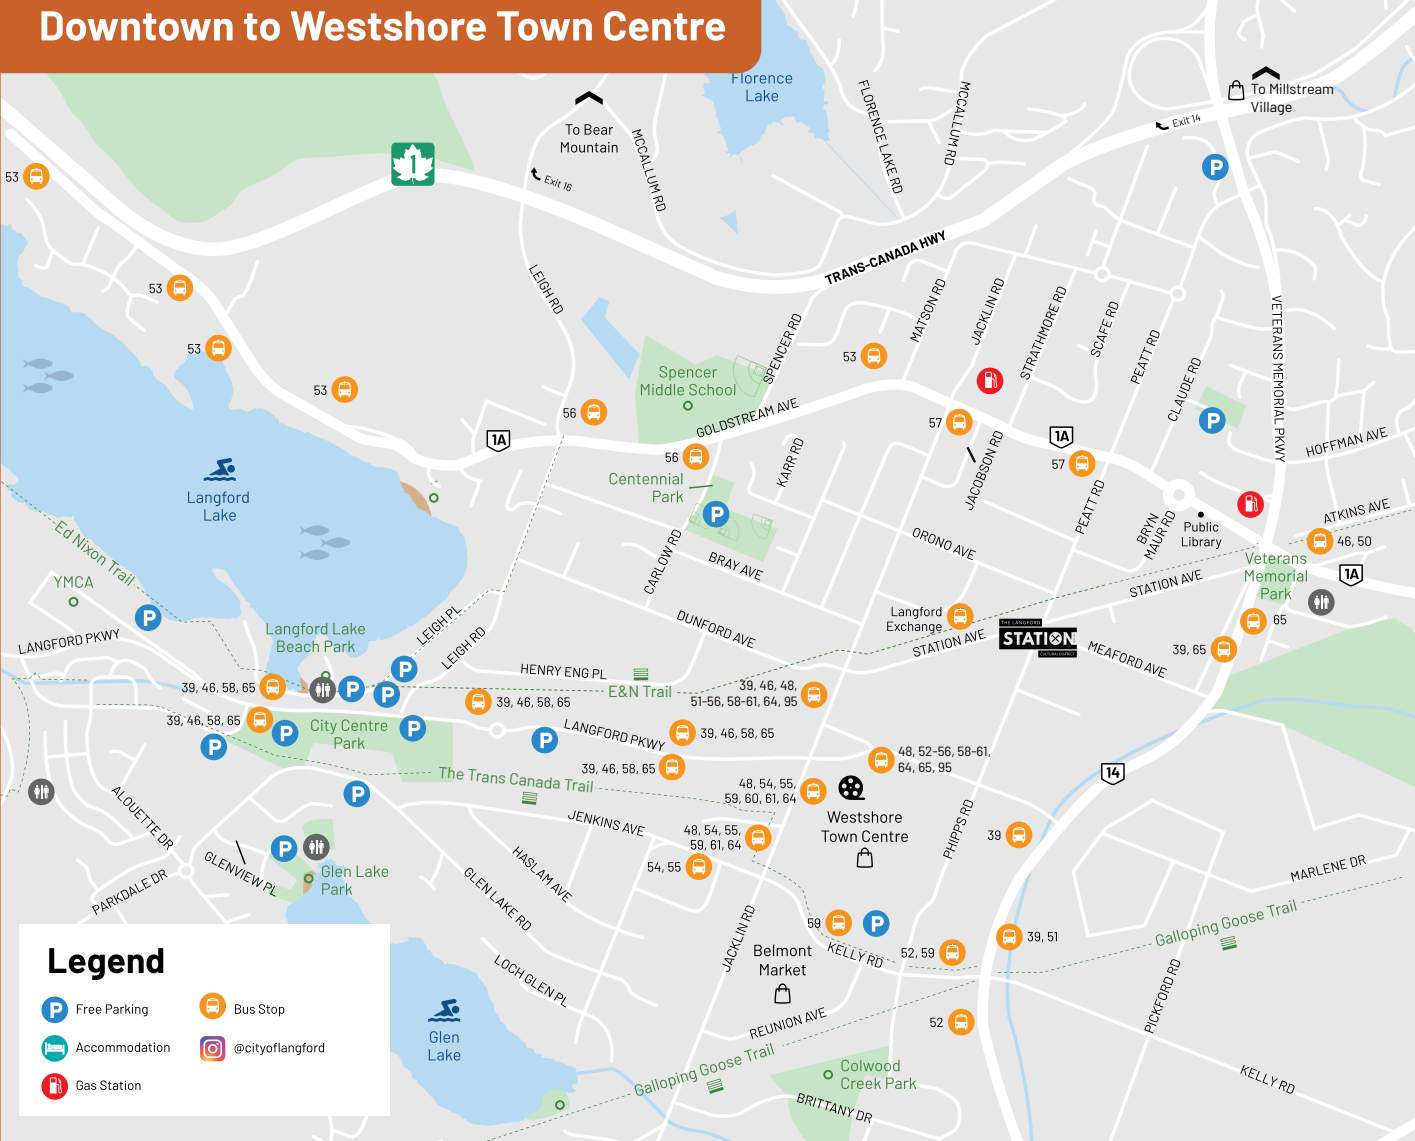 Downtown to Westshore Town Centre
Florence
Lake
To Bear
Mountain
MCCALLUM RD
FLORENCE LAKE RD
MCCALLUM RD
Exit 14
To Millstream
Village
P
1
Exit 16
53
53
53
53
LEIGH RD
TRANS-CANADA HWY
SPENCER RD
MATSON RD
JACKLIN RD
STRATHMORE RD
SCAFE RD
PEATT RD
CLAUDE RD
VETERANS MEMORIAL PKWY
53
Spencer
Middle School
GOLDSTREAM AVE
56
56
1A
57
1A
57
P
HOFFMAN AVE
Langford
Lake
Centennial
Park
P
KARR RD
JACOBSON RD
PEATT RD
BRYN
MAUR RD
Public
Library
ATKINS AVE
46, 50
1A
Veterans
Memorial
Park
Ed Nixon Trail
YMCA
P
LANGFORD PKWY
CARLOW RD
BRAY AVE
ORONO AVE
DUNFORD AVE
STATION AVE
Langford
Exchange
STATION AVE
THE LANGFORD
STATION
CULTURAL DISTRICT
MEAFORD AVE
65
39, 65
Langford Lake
Beach Park
LEIGH PL
LEIGH RD
HENRY ENG PL
E&N Trail
39, 46, 58, 65
P
P
P
39, 46, 58, 65
39, 46, 48,
51-56, 58-61, 64, 95
39, 46, 58, 65
P
P
City Centre
Park
P
P
LANGFORD PKWY
39, 46, 58, 65
39, 46, 58, 65
48, 52-56, 58-61,
64, 65, 95
The Trans Canada Trail
P
48, 54, 55,
59, 60, 61, 64
14
Westshore
Town Centre
PHIPPS RD
39
ALOUETTE DR
JENKINS AVE
48, 54, 55,
59, 61, 64
54, 55
P
GLENVIEW PL
Glen Lake
Park
PARKDALE DR
HASLAM AVE
GLEN LAKE RD
MARLENE DR
Galloping Goose Trail
JACKLIN RD
59
P
KELLY RD
52, 59
39, 51
Belmont
Market
LOCH GLEN PL
PICKFORD RD
REUNION AVE
52
Glen
Lake
Galloping Goose Trail
Colwood
Creek Park
BRITTANY DR
KELLY RD
Legend
P
Free Parking
Bus Stop
Accommodation
@cityoflangford
Gas Station